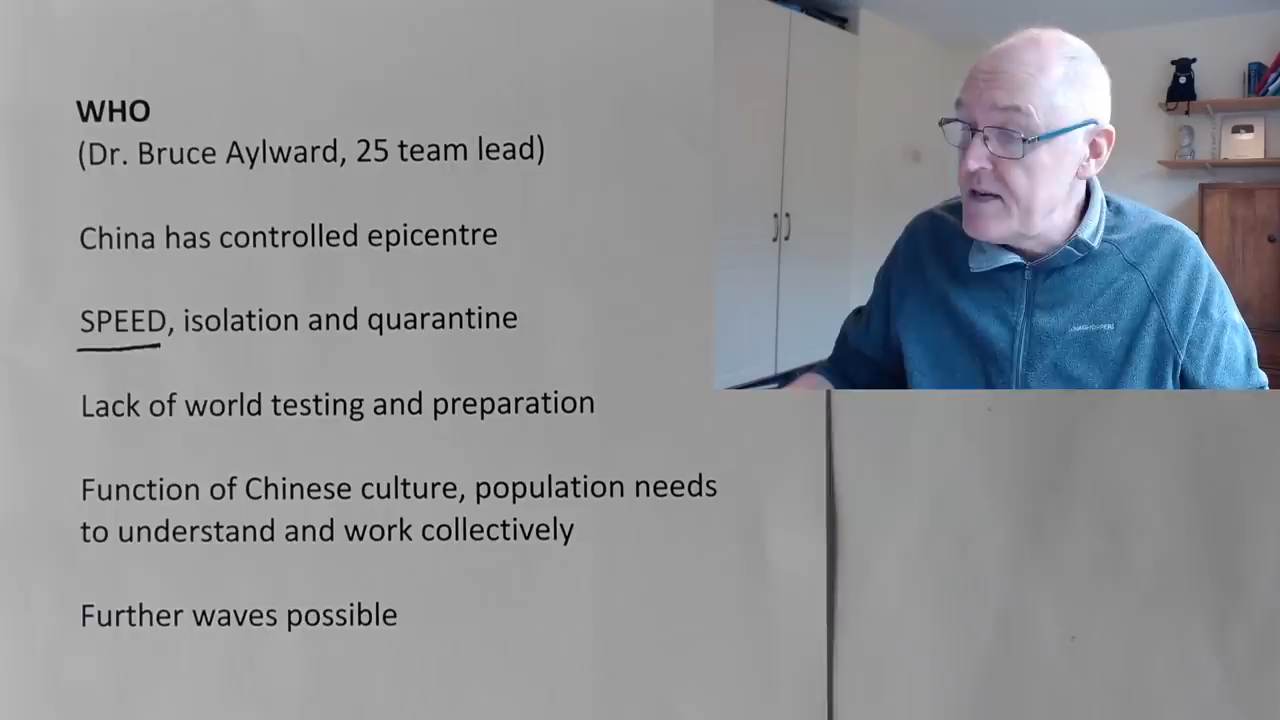 WHO
(Dr. Bruce Aylward, 25 team lead)
China has controlled epicentre
SPEED, isolation and quarantine
Lack of world testing and preparation
Function of Chinese culture, population needs
to understand and work collectively
Further waves possible